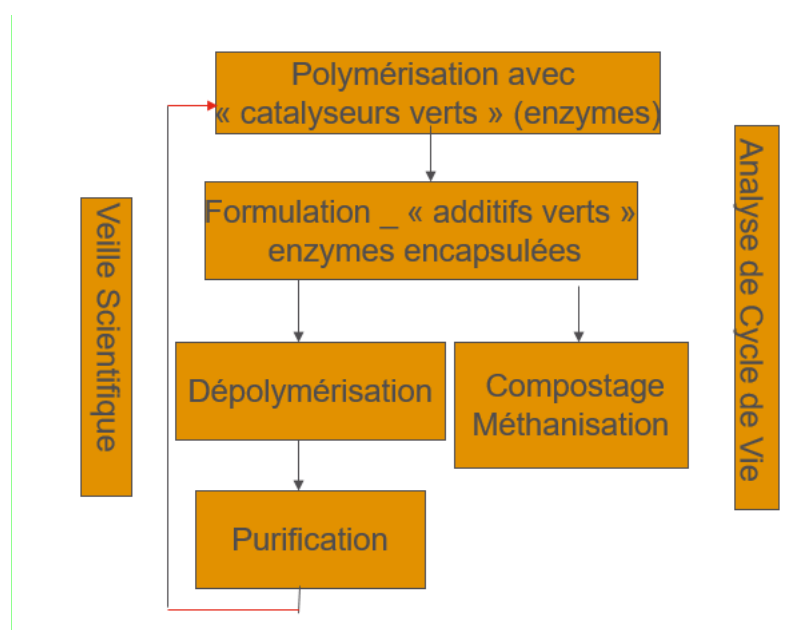 Polymérisation avec
« catalyseurs verts » (enzymes)
Formulation _ « additifs verts »
enzymes encapsulées
Veille Scientifique
Analyse de Cycle de Vie
Dépolymérisation
Compostage
Méthanisation
Purification